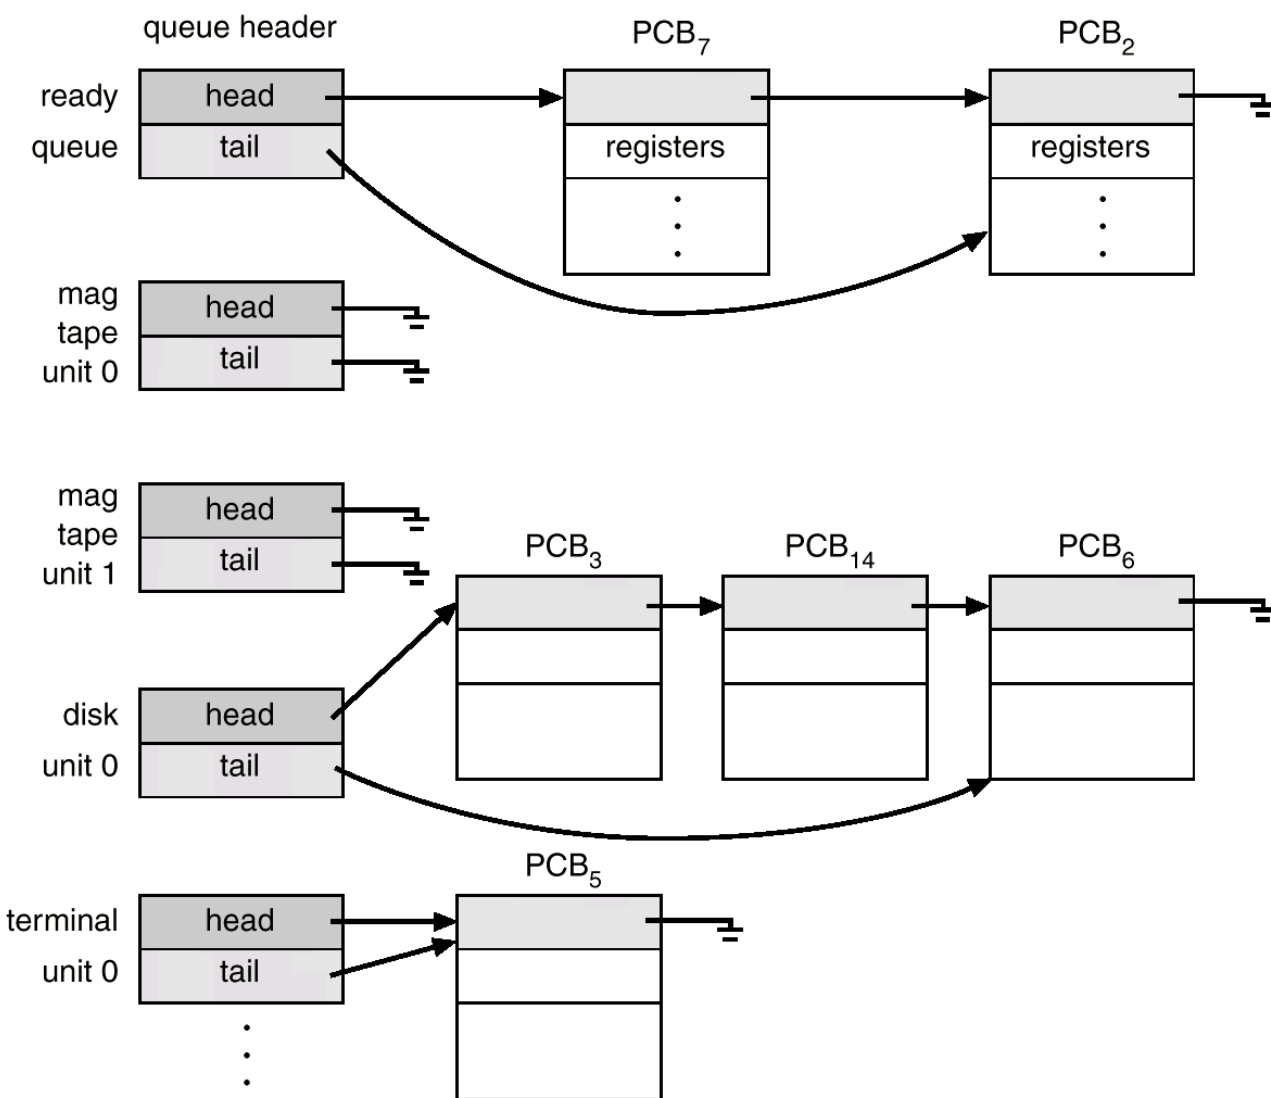 queue header
PCB7
PCB2
ready
queue
head
tail
registers
registers
mag
tape
unit 0
head
tail
mag
tape
unit 1
head
tail
PCB3
PCB14
PCB6
disk
unit 0
head
tail
PCB5
terminal
unit 0
head
tail